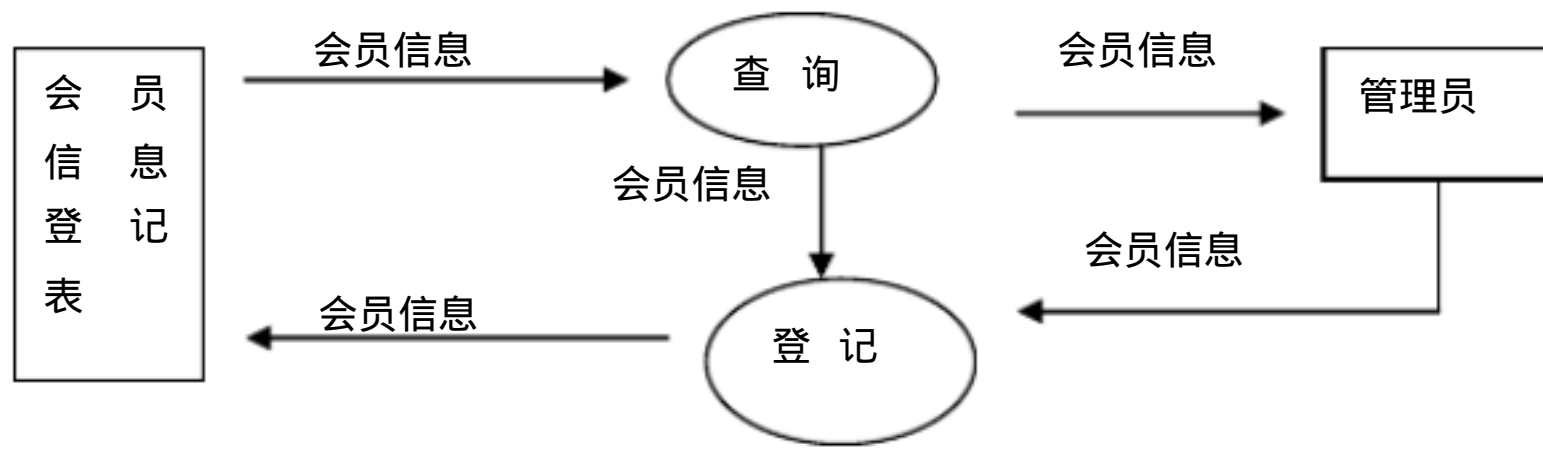 会员信息
会员信息
查 询
会 员
信 息
登 记
表
管理员
会员信息
会员信息
会员信息
登 记